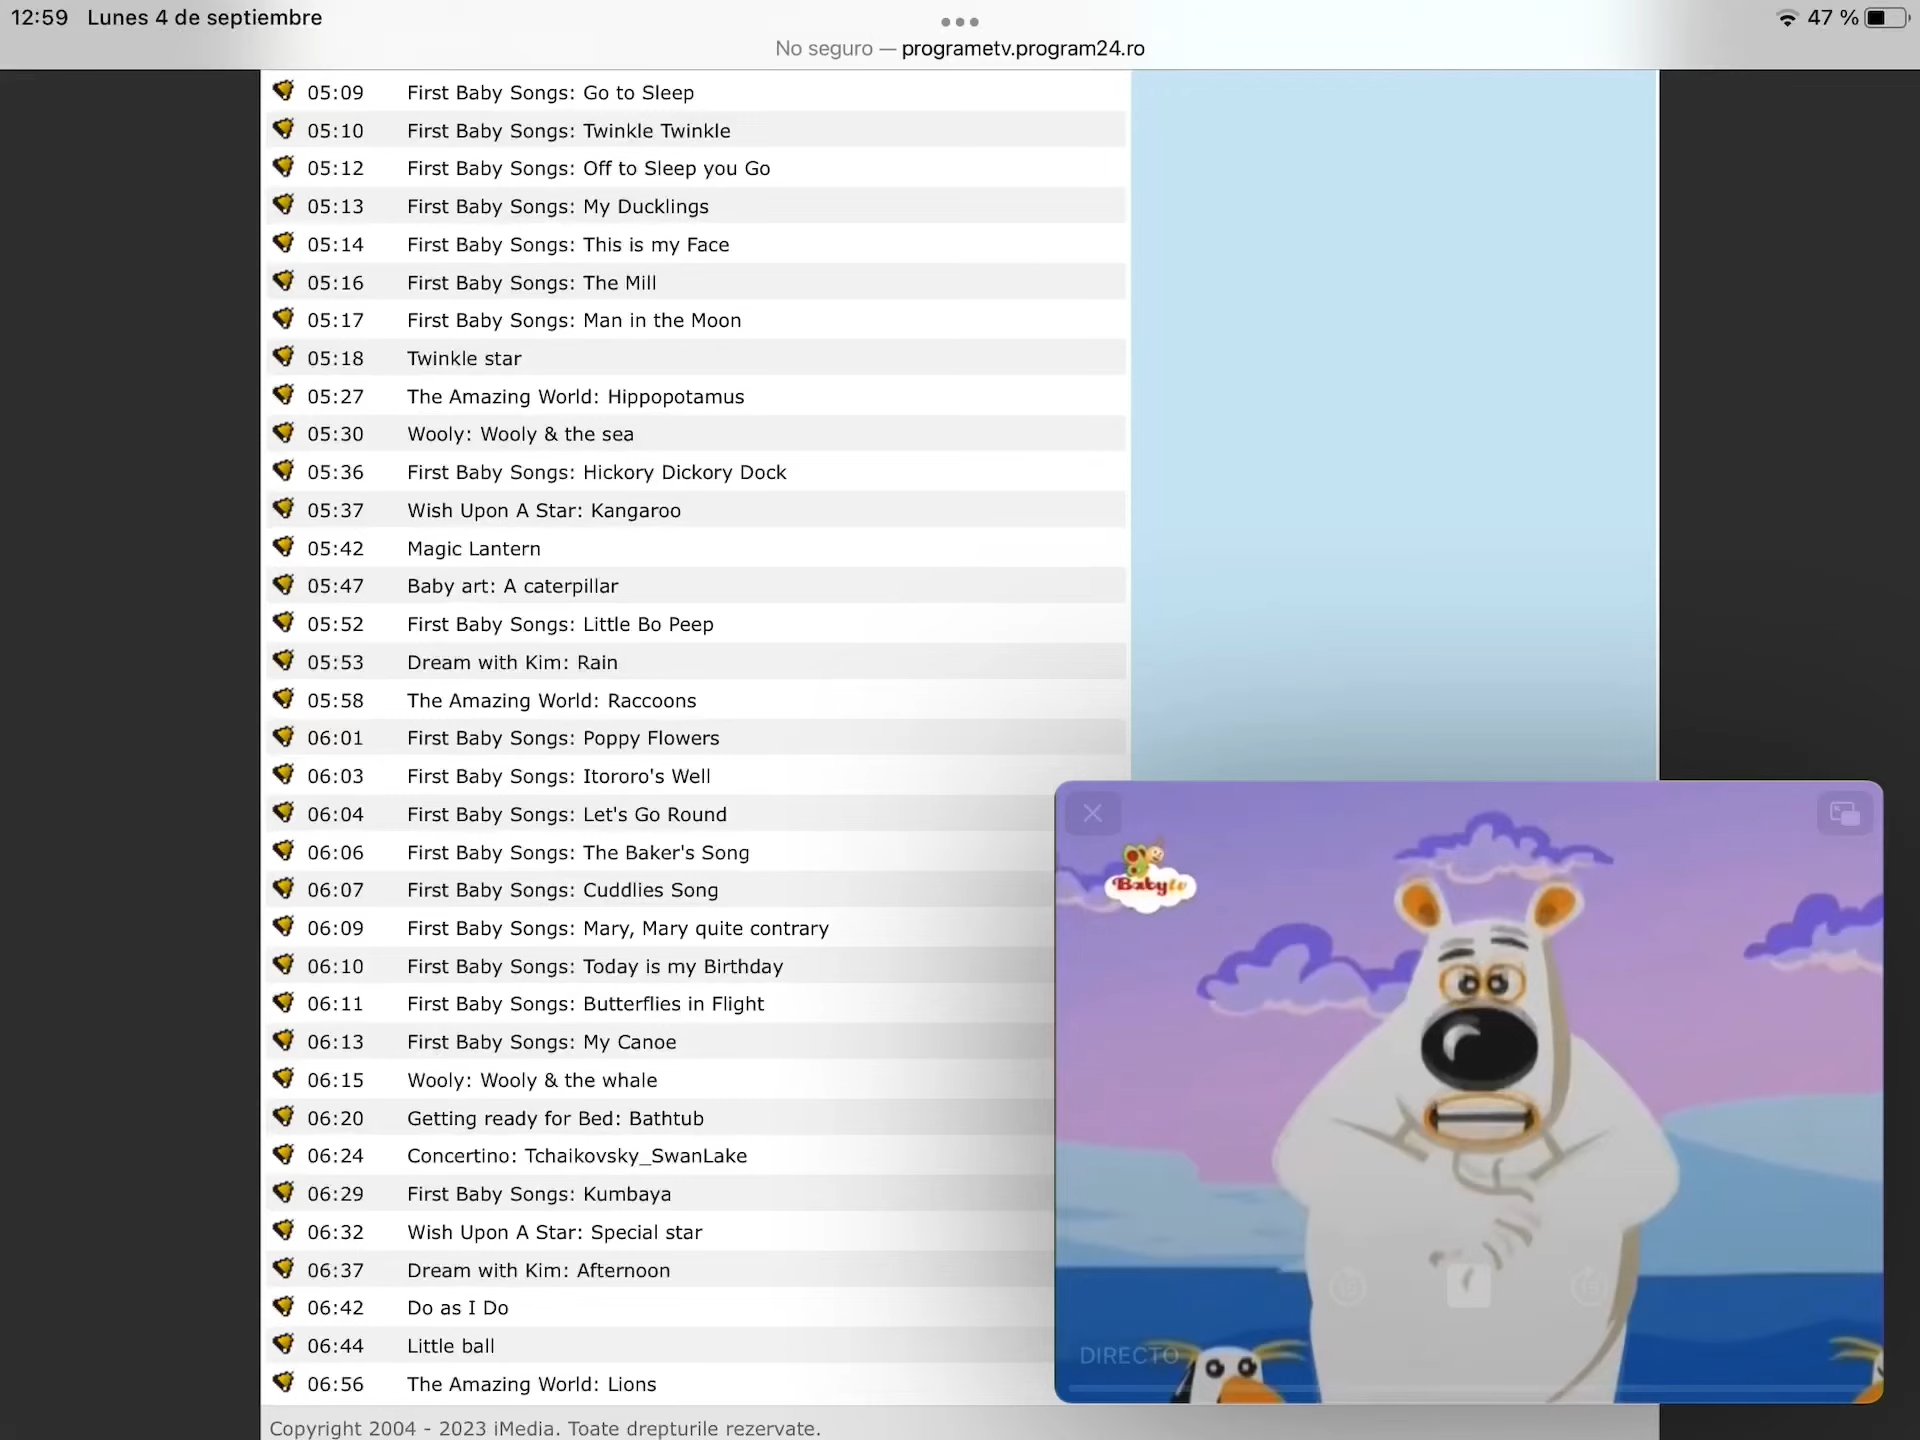 12:59 Lunes 4 de septiembre
47 %
No seguro — programetv.program24.ro
05:09 First Baby Songs: Go to Sleep
05:10 First Baby Songs: Twinkle Twinkle
05:12 First Baby Songs: Off to Sleep you Go
05:13 First Baby Songs: My Ducklings
05:14 First Baby Songs: This is my Face
05:16 First Baby Songs: The Mill
05:17 First Baby Songs: Man in the Moon
05:18 Twinkle star
05:27 The Amazing World: Hippopotamus
05:30 Wooly: Wooly & the sea
05:36 First Baby Songs: Hickory Dickory Dock
05:37 Wish Upon A Star: Kangaroo
05:42 Magic Lantern
05:47 Baby art: A caterpillar
05:52 First Baby Songs: Little Bo Peep
05:53 Dream with Kim: Rain
05:58 The Amazing World: Raccoons
06:01 First Baby Songs: Poppy Flowers
06:03 First Baby Songs: Itororo's Well
06:04 First Baby Songs: Let's Go Round
06:06 First Baby Songs: The Baker's Song
06:07 First Baby Songs: Cuddlies Song
06:09 First Baby Songs: Mary, Mary quite contrary
06:10 First Baby Songs: Today is my Birthday
06:11 First Baby Songs: Butterflies in Flight
06:13 First Baby Songs: My Canoe
06:15 Wooly: Wooly & the whale
06:20 Getting ready for Bed: Bathtub
06:24 Concertino: Tchaikovsky_SwanLake
06:29 First Baby Songs: Kumbaya
06:32 Wish Upon A Star: Special star
06:37 Dream with Kim: Afternoon
06:42 Do as I Do
06:44 Little ball
06:56 The Amazing World: Lions
Copyright 2004 - 2023 iMedia. Toate drepturile rezervate.
Babytv
DIRECTO